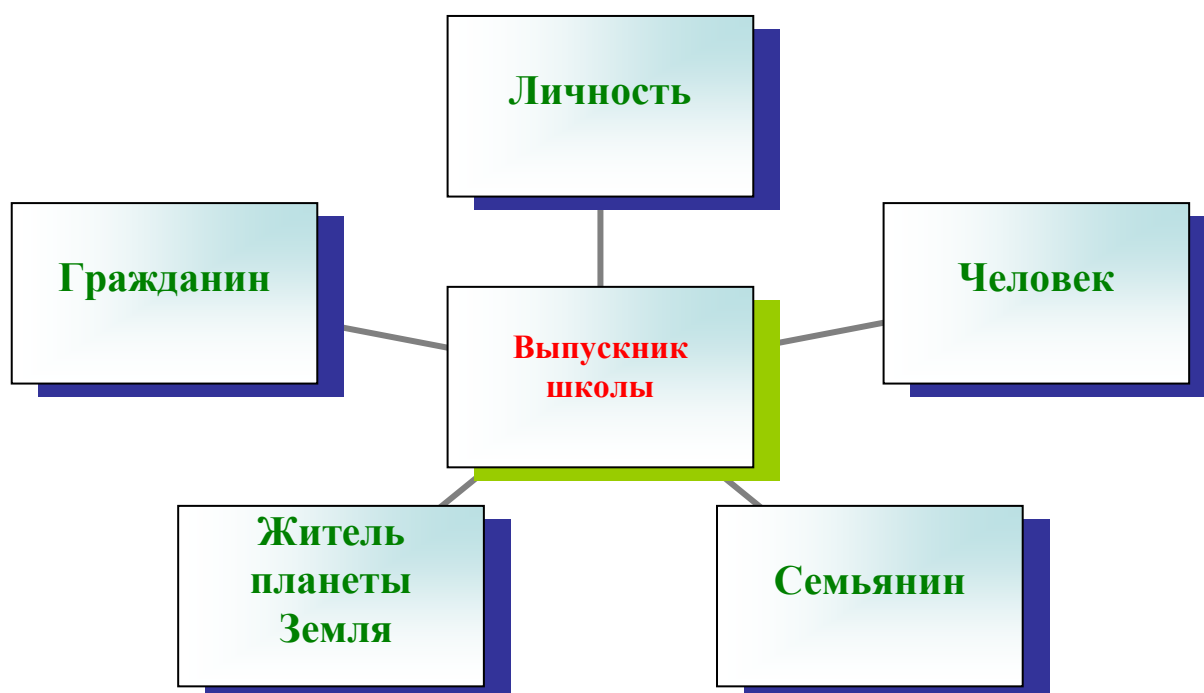 Личность
Гражданин
Человек
Выпускник
школы
Житель
планеты
Земля
Семьянин